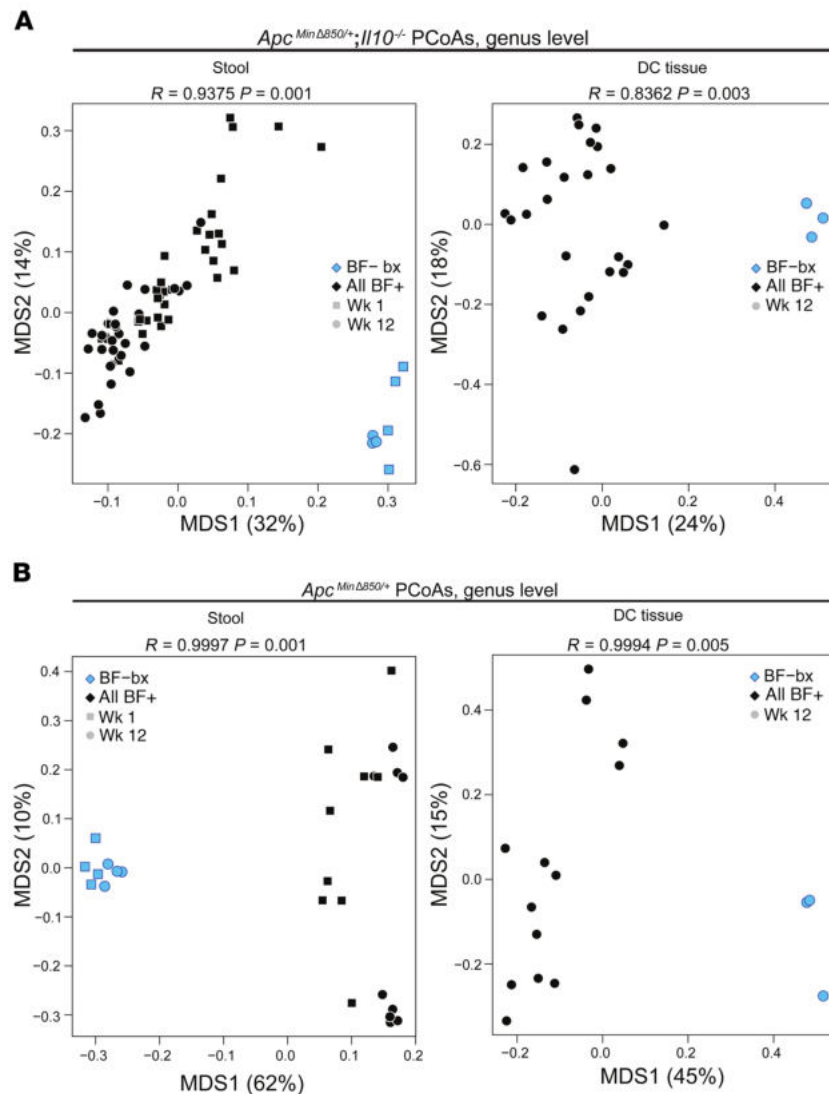 A
Apc MinΔ850/+;Il10-/- PCoAs, genus level
Stool
R = 0.9375 P = 0.001
MDS2 (14%)
0.3
0.2
0.1
0.0
−0.1
−0.2
BF− bx
All BF+
Wk 1
Wk 12
−0.1 0.0 0.1 0.2 0.3
MDS1 (32%)
DC tissue
R = 0.8362 P = 0.003
MDS2 (18%)
0.2
0.0
−0.2
−0.4
−0.6
BF− bx
All BF+
Wk 12
−0.2 0.0 0.2 0.4
MDS1 (24%)
B
Apc MinΔ850/+ PCoAs, genus level
Stool
R = 0.9997 P = 0.001
MDS2 (10%)
0.4
0.3
0.2
0.1
0.0
−0.1
−0.2
−0.3
BF−bx
All BF+
Wk 1
Wk 12
−0.3 −0.2 −0.1 0.0 0.1 0.2
MDS1 (62%)
DC tissue
R = 0.9994 P = 0.005
MDS2 (15%)
0.4
0.2
0.0
−0.2
BF−bx
All BF+
Wk 12
−0.2 0.0 0.2 0.4
MDS1 (45%)